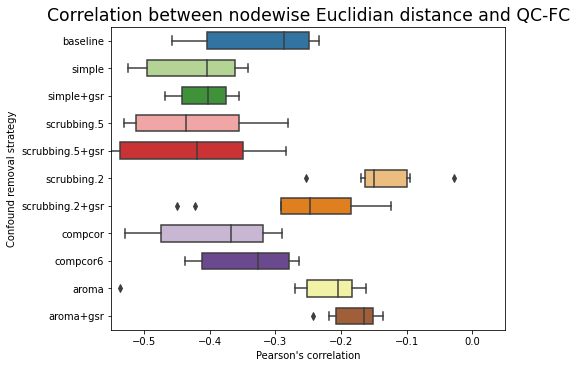 Correlation between nodewise Euclidian distance and QC-FC
Confound removal strategy
baseline
simple
simple+gsr
scrubbing.5
scrubbing.5+gsr
scrubbing.2
scrubbing.2+gsr
compcor
compcor6
aroma
aroma+gsr
−0.5 −0.4 −0.3 −0.2 −0.1 0.0
Pearson's correlation